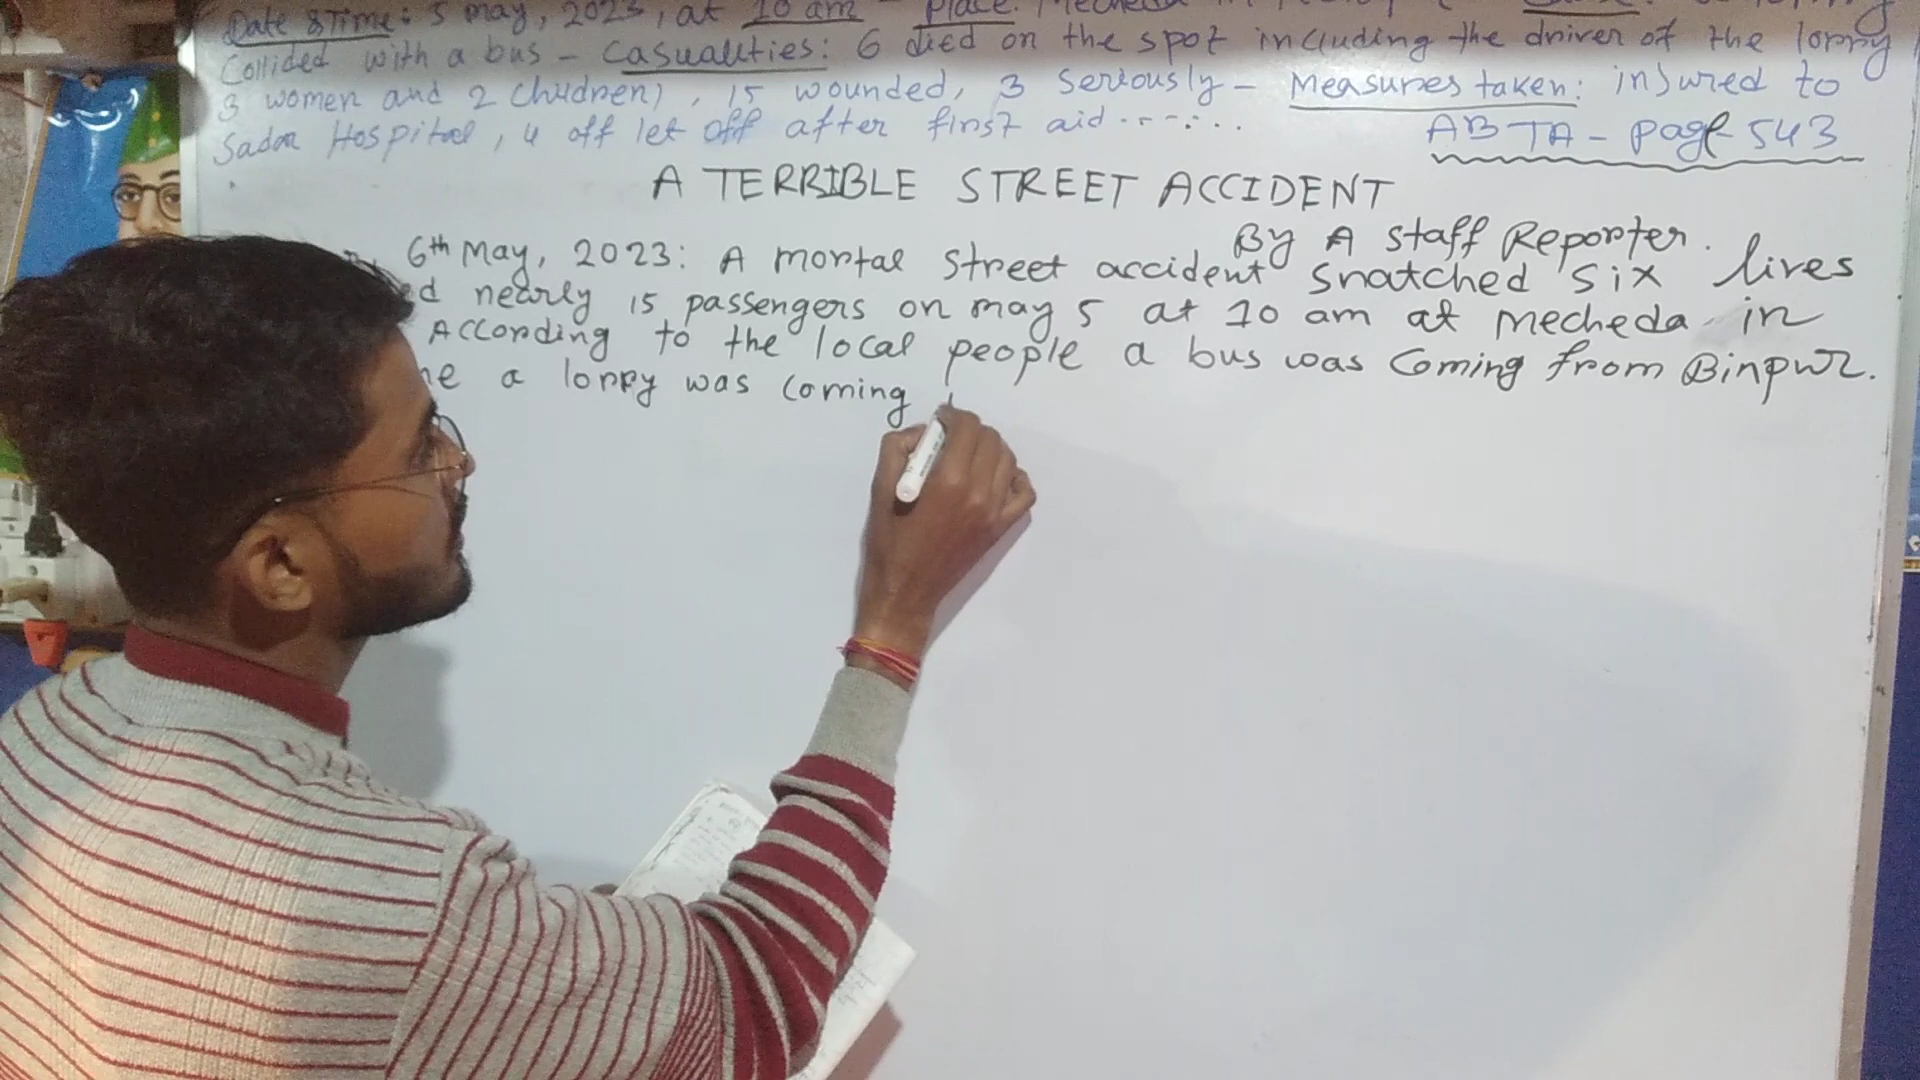 Date & Time: 5 may, 2023, at 10 am - Place: Mecheda in
Collided with a bus - Casualties: 6 died on the spot including the driver of the lorry
3 women and 2 children), 15 wounded, 3 seriously - Measures taken: injured to
Sadar Hospital, 4 off let off after first aid
ABTA - page 543
A TERRIBLE STREET ACCIDENT
By A Staff Reporter.
6th May, 2023: A mortal street accident snatched six lives
nearly 15 passengers on may 5 at 10 am at mecheda in
According to the local people a bus was coming from Binpur.
a lorry was coming